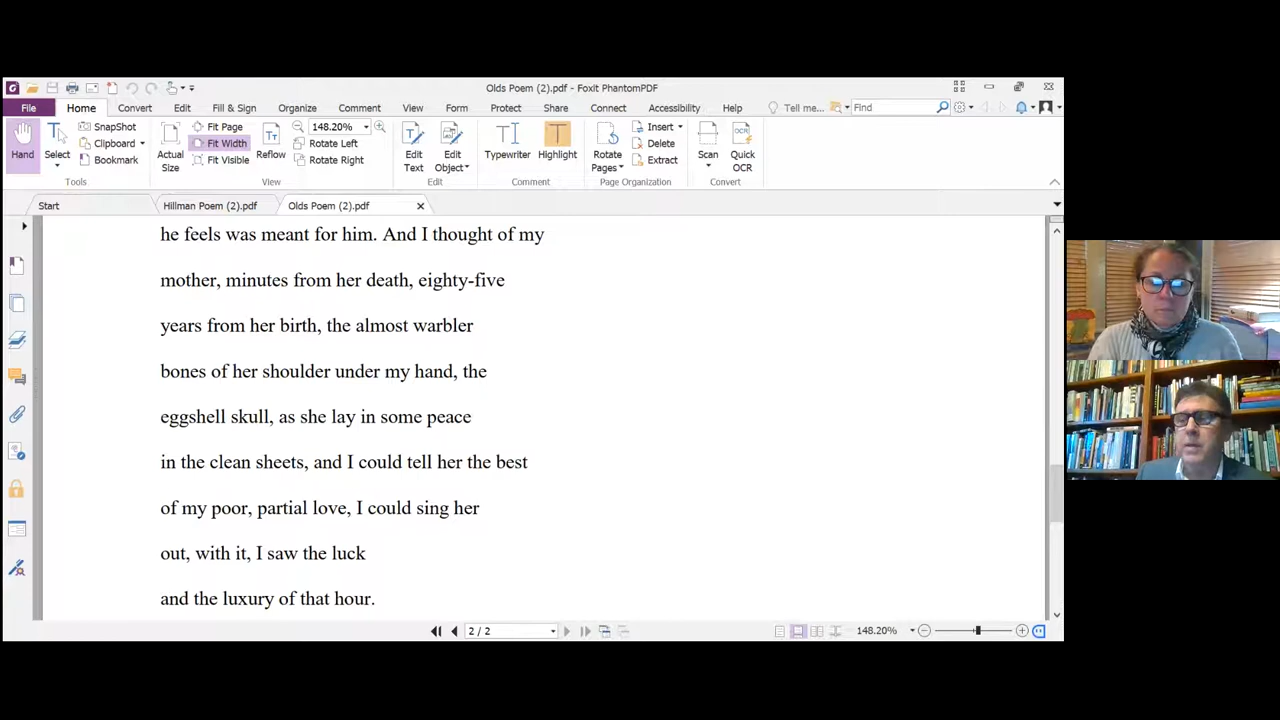 Olds Poem (2).pdf - Foxit PhantomPDF
File Home Convert Edit Fill & Sign Organize Comment View Form Protect Share Connect Accessibility Help Tell me... Find
Hand
Select
SnapShot
Clipboard
Bookmark
Tools
Actual Size
Fit Page
Fit Width
Fit Visible
Reflow
148.20%
Rotate Left
Rotate Right
View
Edit Text
Edit Object
Edit
Typewriter
Highlight
Comment
Rotate Pages
Insert
Delete
Extract
Page Organization
Scan
Quick OCR
Convert
Start
Hillman Poem (2).pdf
Olds Poem (2).pdf
he feels was meant for him. And I thought of my
mother, minutes from her death, eighty-five
years from her birth, the almost warbler
bones of her shoulder under my hand, the
eggshell skull, as she lay in some peace
in the clean sheets, and I could tell her the best
of my poor, partial love, I could sing her
out, with it, I saw the luck
and the luxury of that hour.
2 / 2
148.20%